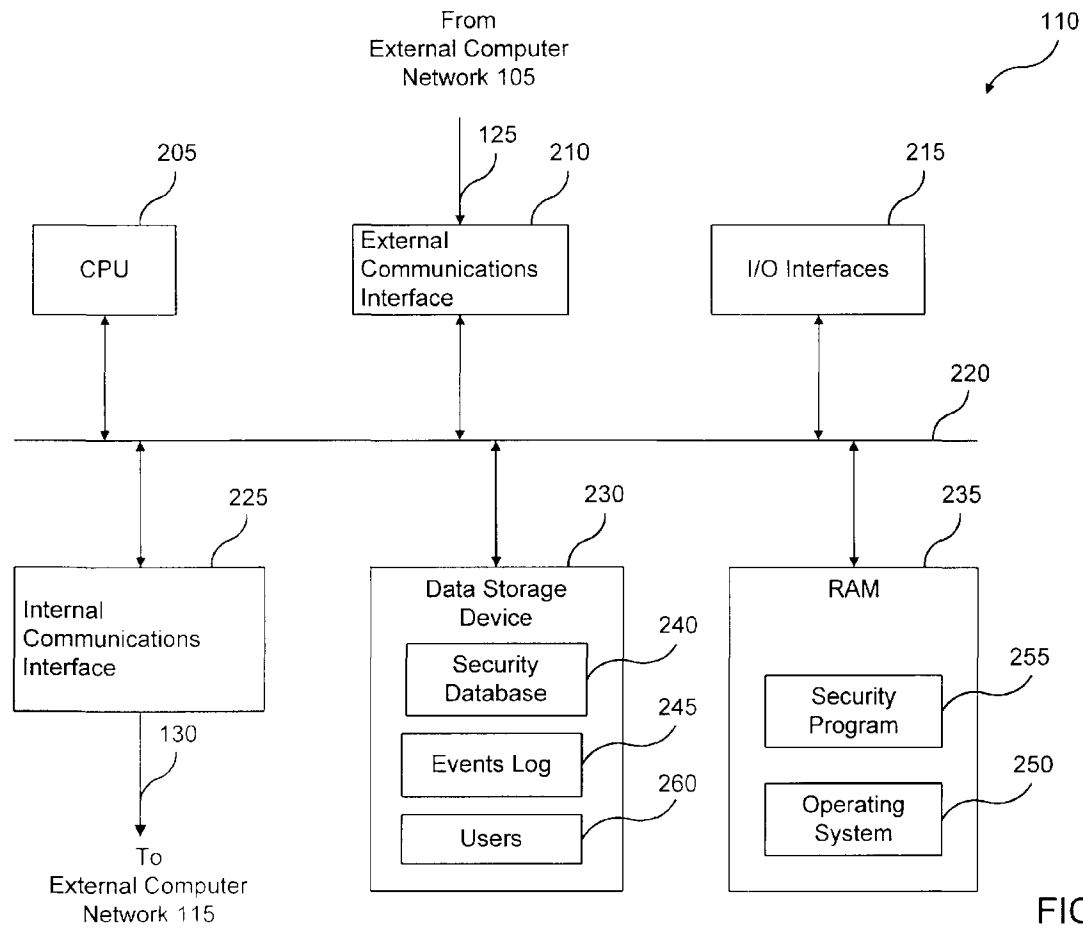 From
External Computer
Network 105
110
125
205
210
215
CPU
External
Communications
Interface
I/O Interfaces
220
225
230
235
Internal
Communications
Interface
Data Storage
Device
RAM
240
Security
Database
255
Security
Program
245
Events Log
130
260
Users
250
Operating
System
To
External Computer
Network 115
FIG